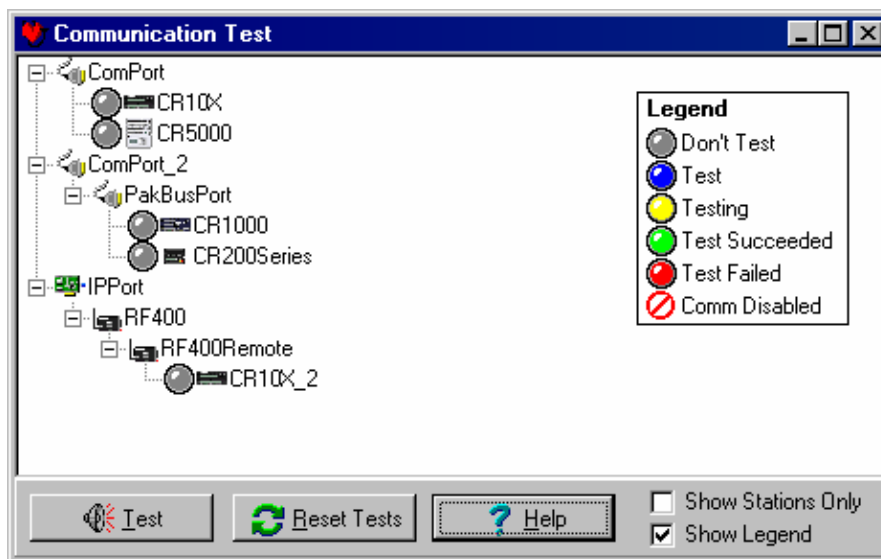 Communication Test
ComPort
CR10X
CR5000
ComPort_2
PakBusPort
CR1000
CR200Series
IPPort
RF400
RF400Remote
CR10X_2
Legend
Don't Test
Test
Testing
Test Succeeded
Test Failed
Comm Disabled
Test
Reset Tests
Help
Show Stations Only
Show Legend